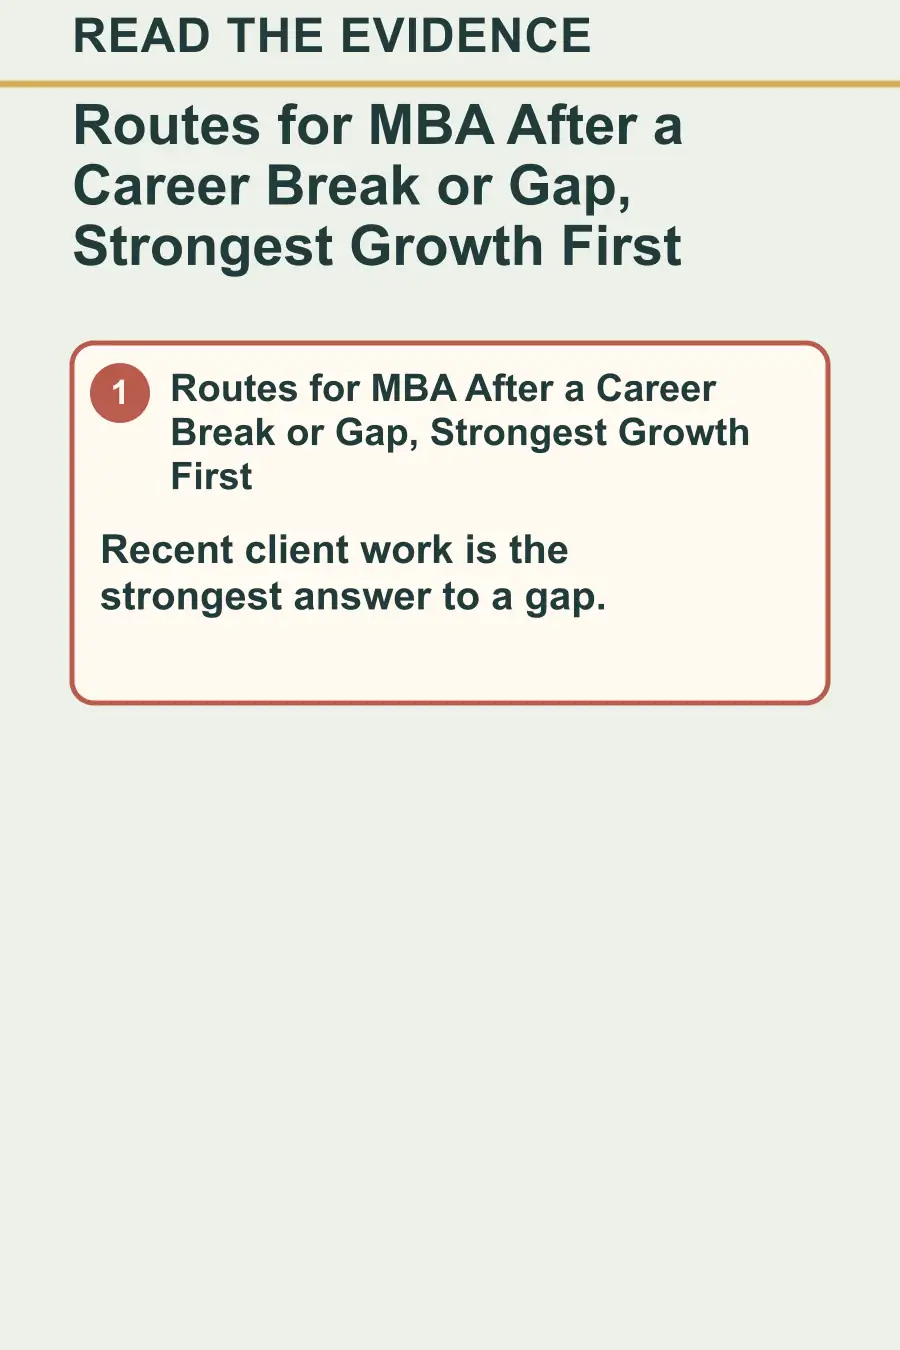 READ THE EVIDENCE
Routes for MBA After a
Career Break or Gap,
Strongest Growth First
1
Routes for MBA After a Career
Break or Gap, Strongest Growth
First
Recent client work is the
strongest answer to a gap.